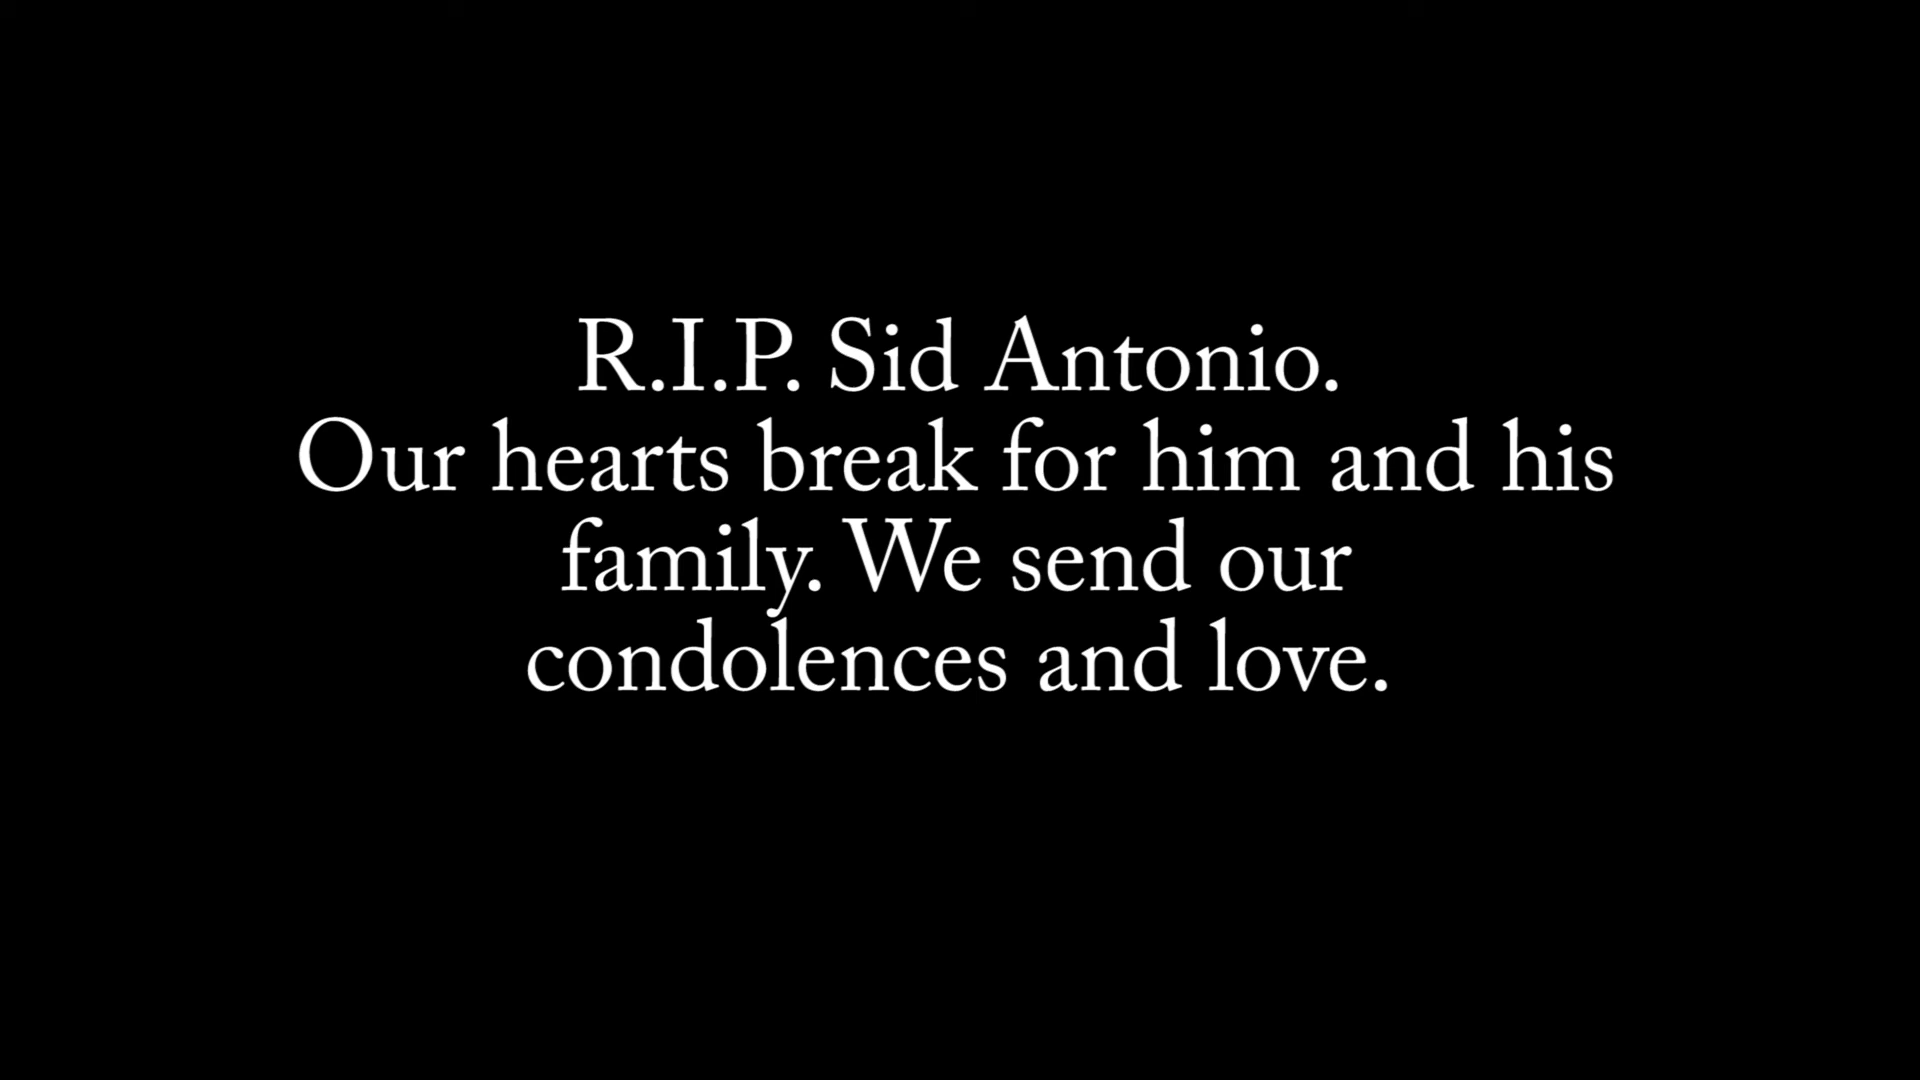 R.I.P. Sid Antonio.
Our hearts break for him and his
family. We send our
condolences and love.